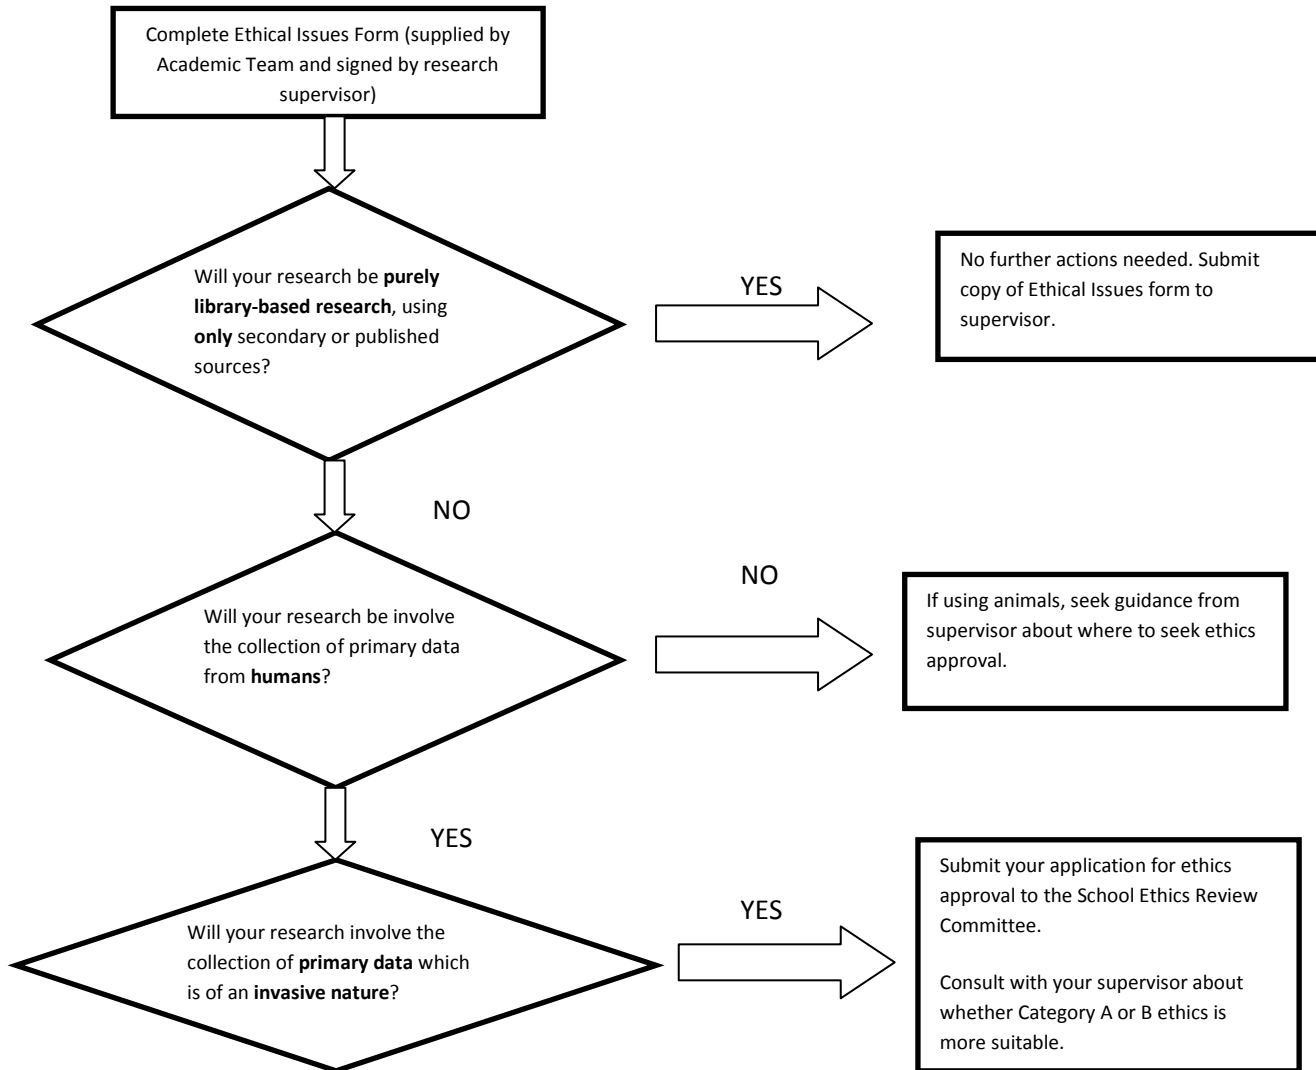 Complete Ethical Issues Form (supplied by
Academic Team and signed by research
supervisor)
Will your research be purely
library-based research, using
only secondary or published
sources?
YES
No further actions needed. Submit
copy of Ethical Issues form to
supervisor.
NO
Will your research be involve
the collection of primary data
from humans?
NO
If using animals, seek guidance from
supervisor about where to seek ethics
approval.
YES
Will your research involve the
collection of primary data which
is of an invasive nature?
YES
Submit your application for ethics
approval to the School Ethics Review
Committee.
Consult with your supervisor about
whether Category A or B ethics is
more suitable.